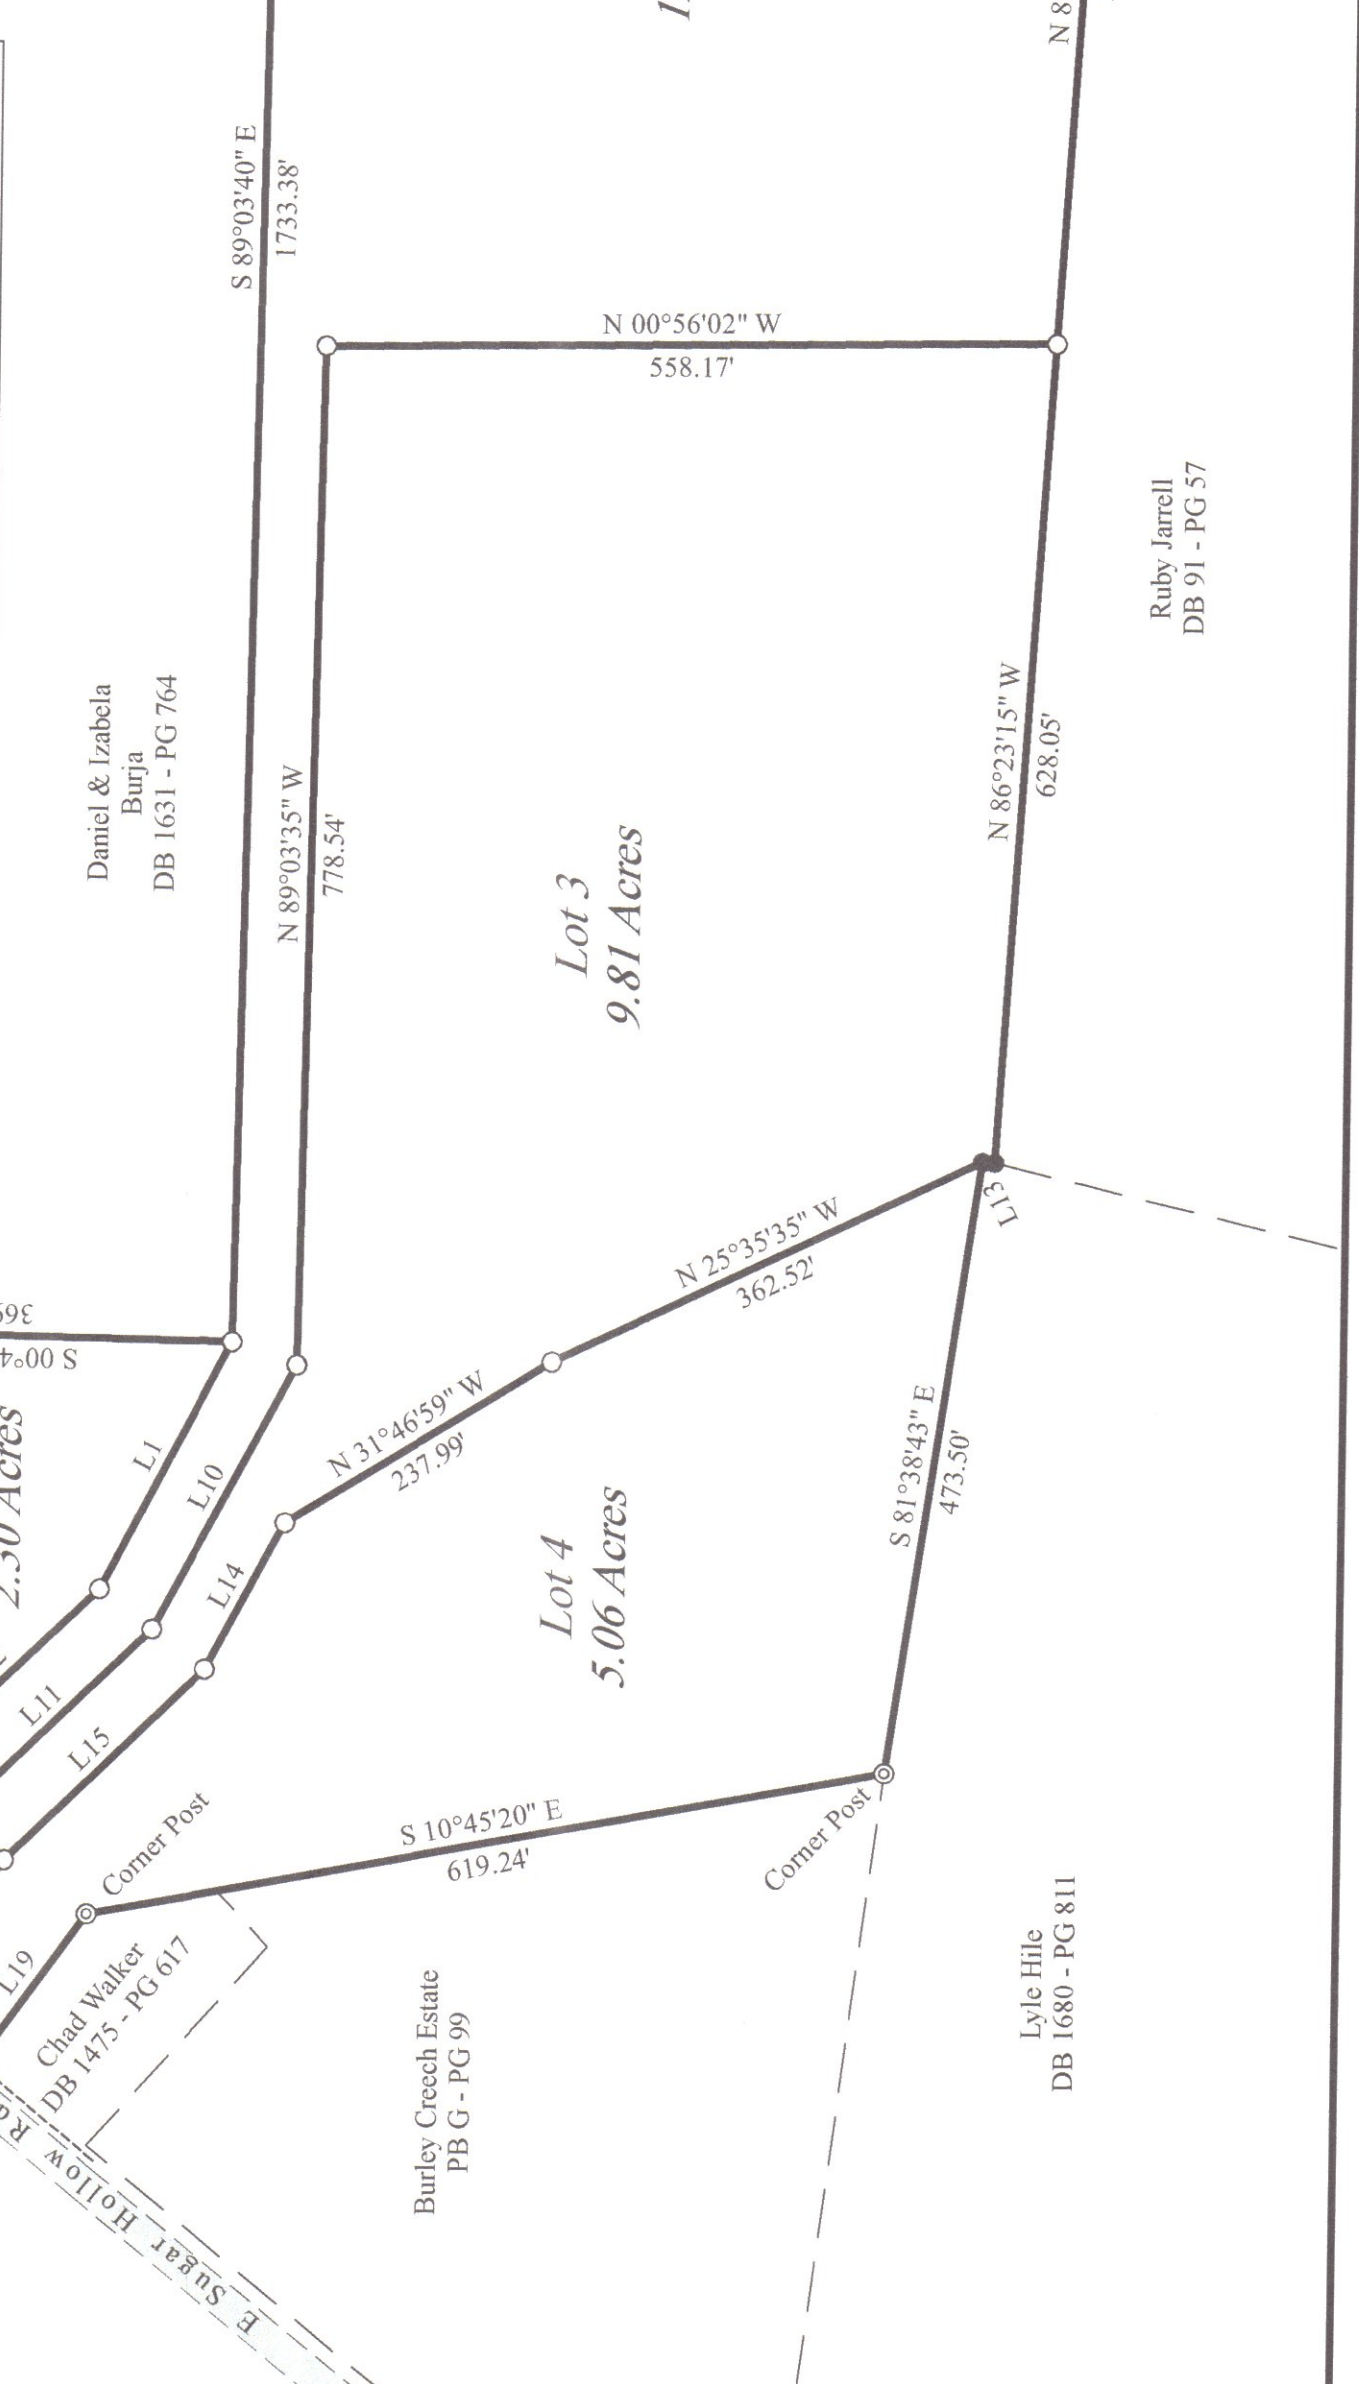 S 89°03'40" E
1733.38'
N 8
Daniel & Izabela
Burja
DB 1631 - PG 764
N 89°03'35" W
778.54'
N 00°56'02" W
558.17'
Lot 3
9.81 Acres
N 86°23'15" W
628.05'
Ruby Jarrell
DB 91 - PG 57
L13
N 25°35'35" W
362.52'
N 31°46'59" W
237.99'
S 00°4
L1
L10
L14
L11
L15
Lot 4
5.06 Acres
S 81°38'43" E
473.50'
S 10°45'20" E
619.24'
Corner Post
Corner Post
L19
Chad Walker
DB 1475 - PG 617
Burley Creech Estate
PB G - PG 99
Lyle Hile
DB 1680 - PG 811
E Sugar Hollow Rd